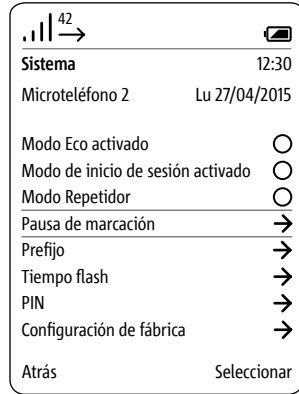 42
Sistema 12:30
Microteléfono 2 Lu 27/04/2015
Modo Eco activado
Modo de inicio de sesión activado
Modo Repetidor
Pausa de marcación
Prefijo
Tiempo flash
PIN
Configuración de fábrica
Atrás Seleccionar